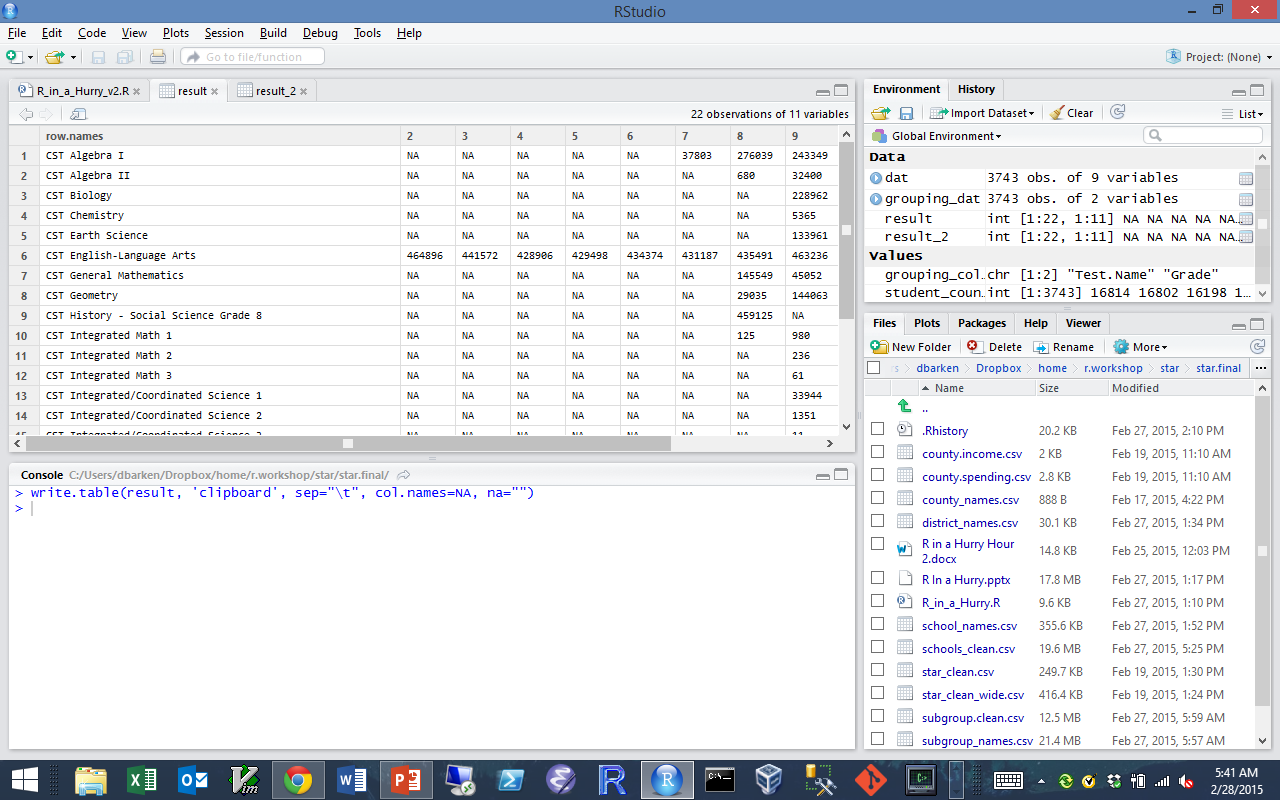 RStudio
File Edit Code View Plots Session Build Debug Tools Help
Go to file/function Project: (None)
R_in_a_Hurry_v2.R result result_2
22 observations of 11 variables
row.names 2 3 4 5 6 7 8 9
1 CST Algebra I NA NA NA NA NA 37803 276039 243349
2 CST Algebra II NA NA NA NA NA NA 680 32400
3 CST Biology NA NA NA NA NA NA NA 228962
4 CST Chemistry NA NA NA NA NA NA NA 5365
5 CST Earth Science NA NA NA NA NA NA NA 133961
6 CST English-Language Arts 464896 441572 428906 429498 434374 431187 435491 463236
7 CST General Mathematics NA NA NA NA NA NA 145549 45052
8 CST Geometry NA NA NA NA NA NA 29035 144063
9 CST History - Social Science Grade 8 NA NA NA NA NA NA 459125 NA
10 CST Integrated Math 1 NA NA NA NA NA NA 125 980
11 CST Integrated Math 2 NA NA NA NA NA NA NA 236
12 CST Integrated Math 3 NA NA NA NA NA NA NA 61
13 CST Integrated/Coordinated Science 1 NA NA NA NA NA NA NA 33944
14 CST Integrated/Coordinated Science 2 NA NA NA NA NA NA NA 1351
15 CST Integrated/Coordinated Science 3 NA NA NA NA NA NA NA 11
Console C:/Users/dbarken/Dropbox/home/r.workshop/star/star.final/
> write.table(result, 'clipboard', sep="\t", col.names=NA, na="")
>
Environment History
Import Dataset Clear List
Global Environment
Data
dat 3743 obs. of 9 variables
grouping_dat 3743 obs. of 2 variables
result int [1:22, 1:11] NA NA NA NA NA…
result_2 int [1:22, 1:11] NA NA NA NA NA…
Values
grouping_col… chr [1:2] "Test.Name" "Grade"
student_coun… int [1:3743] 16814 16802 16198 1…
Files Plots Packages Help Viewer
New Folder Delete Rename More
s dbarken Dropbox home r.workshop star star.final ...
Name Size Modified
..
.Rhistory 20.2 KB Feb 27, 2015, 2:10 PM
county.income.csv 2 KB Feb 19, 2015, 11:10 AM
county.spending.csv 2.8 KB Feb 19, 2015, 11:10 AM
county_names.csv 888 B Feb 17, 2015, 4:22 PM
district_names.csv 30.1 KB Feb 27, 2015, 1:34 PM
R in a Hurry Hour 2.docx 14.8 KB Feb 25, 2015, 12:03 PM
R In a Hurry.pptx 17.8 MB Feb 27, 2015, 1:17 PM
R_in_a_Hurry.R 9.6 KB Feb 27, 2015, 1:10 PM
school_names.csv 355.6 KB Feb 27, 2015, 1:52 PM
schools_clean.csv 19.6 MB Feb 27, 2015, 5:25 PM
star_clean.csv 249.7 KB Feb 19, 2015, 1:30 PM
star_clean_wide.csv 416.4 KB Feb 19, 2015, 1:24 PM
subgroup.clean.csv 12.5 MB Feb 27, 2015, 5:59 AM
subgroup_names.csv 21.4 MB Feb 27, 2015, 5:57 AM
5:41 AM
2/28/2015